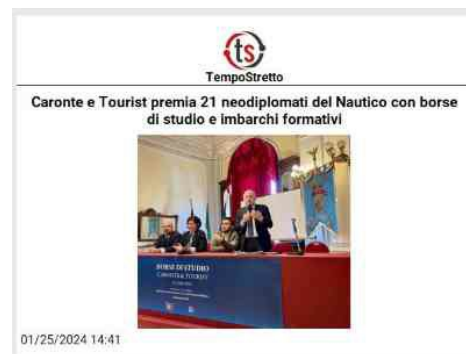 ts
TempoStretto
Caronte e Tourist premia 21 neodiplomati del Nautico con borse
di studio e imbarchi formativi
BORSE DI STUDIO
CARONTE & TOURIST
01/25/2024 14:41